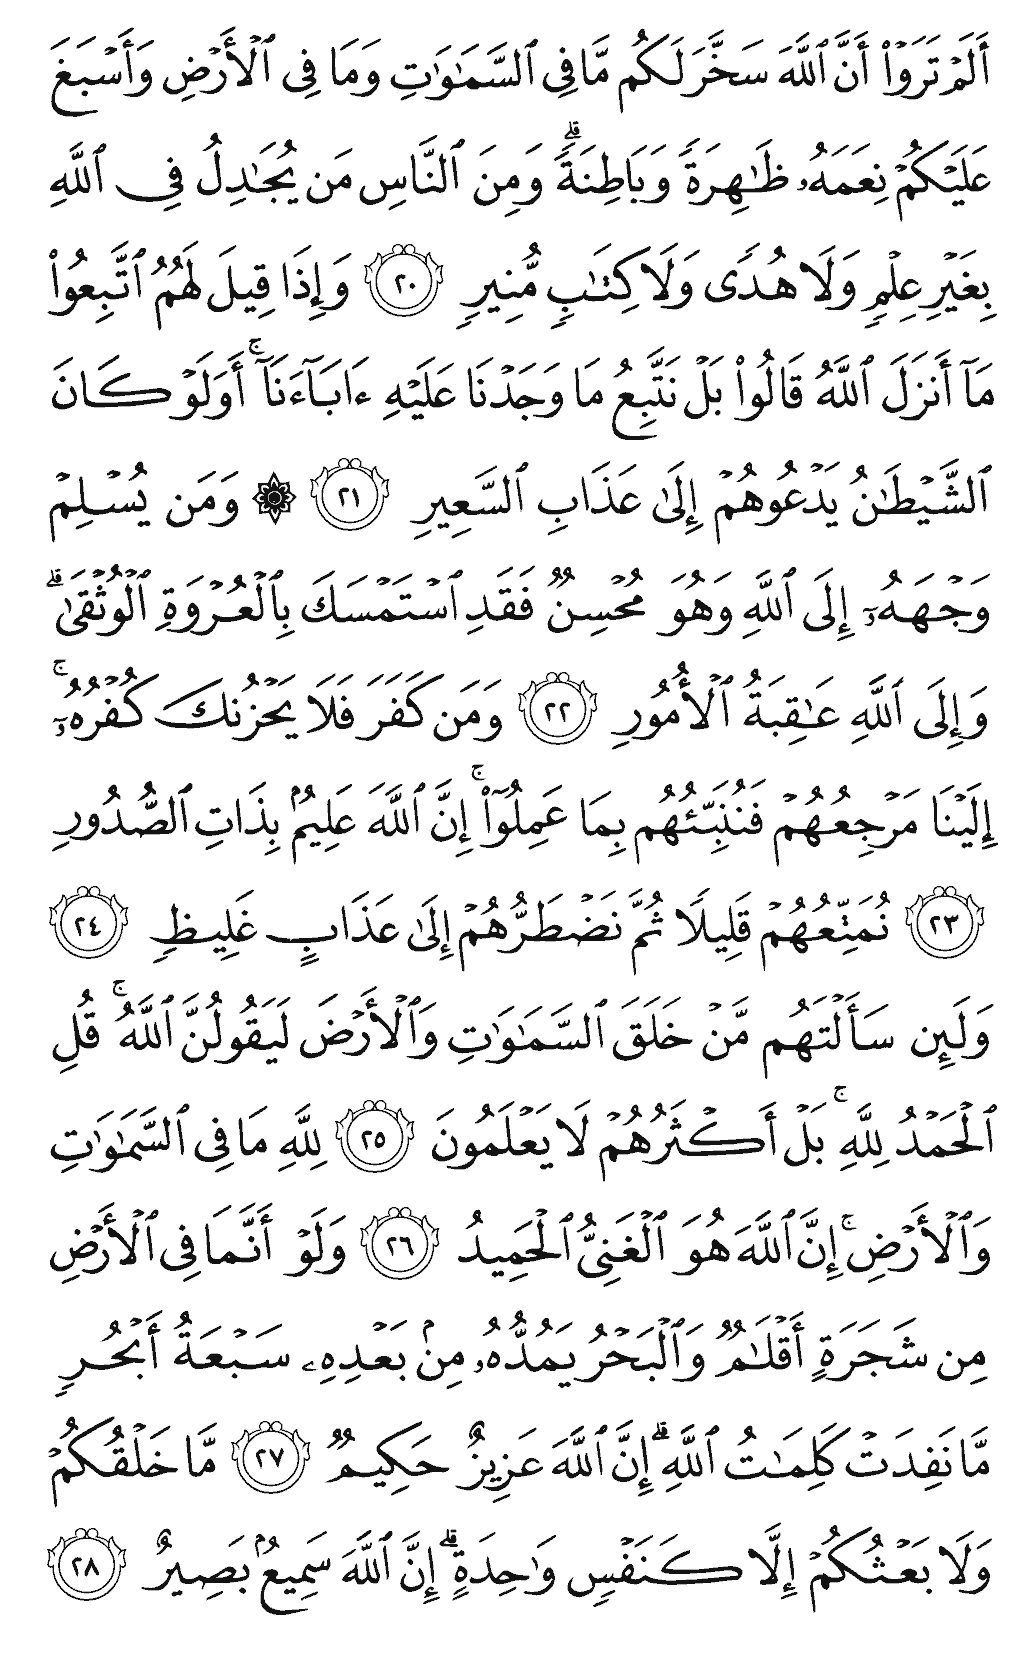 أَلَمۡ تَرَوۡاْ أَنَّ ٱللَّهَ سَخَّرَ لَكُم مَّا فِي ٱلسَّمَٰوَٰتِ وَمَا فِي ٱلۡأَرۡضِ وَأَسۡبَغَ
عَلَيۡكُمۡ نِعَمَهُۥ ظَٰهِرَةٗ وَبَاطِنَةٗۗ وَمِنَ ٱلنَّاسِ مَن يُجَٰدِلُ فِي ٱللَّهِ
بِغَيۡرِ عِلۡمٖ وَلَا هُدٗى وَلَا كِتَٰبٖ مُّنِيرٖ ٢٠ وَإِذَا قِيلَ لَهُمُ ٱتَّبِعُواْ
مَآ أَنزَلَ ٱللَّهُ قَالُواْ بَلۡ نَتَّبِعُ مَا وَجَدۡنَا عَلَيۡهِ ءَابَآءَنَآۚ أَوَلَوۡ كَانَ
ٱلشَّيۡطَٰنُ يَدۡعُوهُمۡ إِلَىٰ عَذَابِ ٱلسَّعِيرِ ٢١ ۞ وَمَن يُسۡلِمۡ
وَجۡهَهُۥٓ إِلَى ٱللَّهِ وَهُوَ مُحۡسِنٞ فَقَدِ ٱسۡتَمۡسَكَ بِٱلۡعُرۡوَةِ ٱلۡوُثۡقَىٰۗ
وَإِلَى ٱللَّهِ عَٰقِبَةُ ٱلۡأُمُورِ ٢٢ وَمَن كَفَرَ فَلَا يَحۡزُنكَ كُفۡرُهُۥٓۚ
إِلَيۡنَا مَرۡجِعُهُمۡ فَنُنَبِّئُهُم بِمَا عَمِلُوٓاْۚ إِنَّ ٱللَّهَ عَلِيمُۢ بِذَاتِ ٱلصُّدُورِ
٢٣ نُمَتِّعُهُمۡ قَلِيلٗا ثُمَّ نَضۡطَرُّهُمۡ إِلَىٰ عَذَابٍ غَلِيظٖ ٢٤
وَلَئِن سَأَلۡتَهُم مَّنۡ خَلَقَ ٱلسَّمَٰوَٰتِ وَٱلۡأَرۡضَ لَيَقُولُنَّ ٱللَّهُۚ قُلِ
ٱلۡحَمۡدُ لِلَّهِۚ بَلۡ أَكۡثَرُهُمۡ لَا يَعۡلَمُونَ ٢٥ لِلَّهِ مَا فِي ٱلسَّمَٰوَٰتِ
وَٱلۡأَرۡضِۚ إِنَّ ٱللَّهَ هُوَ ٱلۡغَنِيُّ ٱلۡحَمِيدُ ٢٦ وَلَوۡ أَنَّمَا فِي ٱلۡأَرۡضِ
مِن شَجَرَةٍ أَقۡلَٰمٞ وَٱلۡبَحۡرُ يَمُدُّهُۥ مِنۢ بَعۡدِهِۦ سَبۡعَةُ أَبۡحُرٖ
مَّا نَفِدَتۡ كَلِمَٰتُ ٱللَّهِۚ إِنَّ ٱللَّهَ عَزِيزٌ حَكِيمٞ ٢٧ مَّا خَلۡقُكُمۡ
وَلَا بَعۡثُكُمۡ إِلَّا كَنَفۡسٖ وَٰحِدَةٍۚ إِنَّ ٱللَّهَ سَمِيعُۢ بَصِيرٌ ٢٨